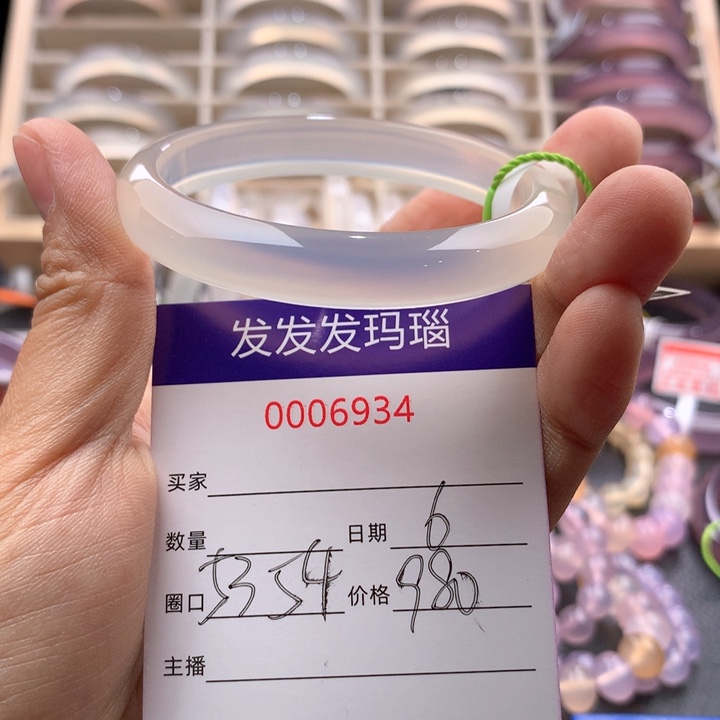 发发发玛瑙
0006934
买家
数量 日期 6
圈口 53 54 价格 980
主播